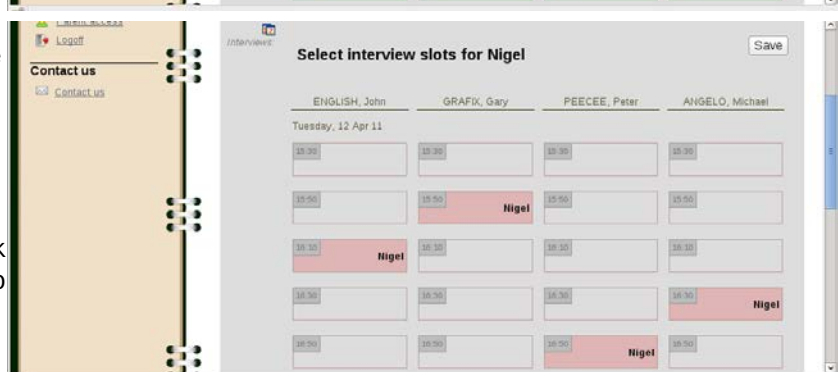 Parent access
Logoff
Contact us
Contact us
Interviews:
Select interview slots for Nigel
Save
ENGLISH, John GRAFIX, Gary PEECEE, Peter ANGELO, Michael
Tuesday, 12 Apr 11
15:30 15:30 15:30 15:30
15:50 15:50 Nigel 15:50 15:50
16:10 Nigel 16:10 16:10 16:10
16:30 16:30 16:30 16:30 Nigel
16:50 16:50 16:50 Nigel 16:50